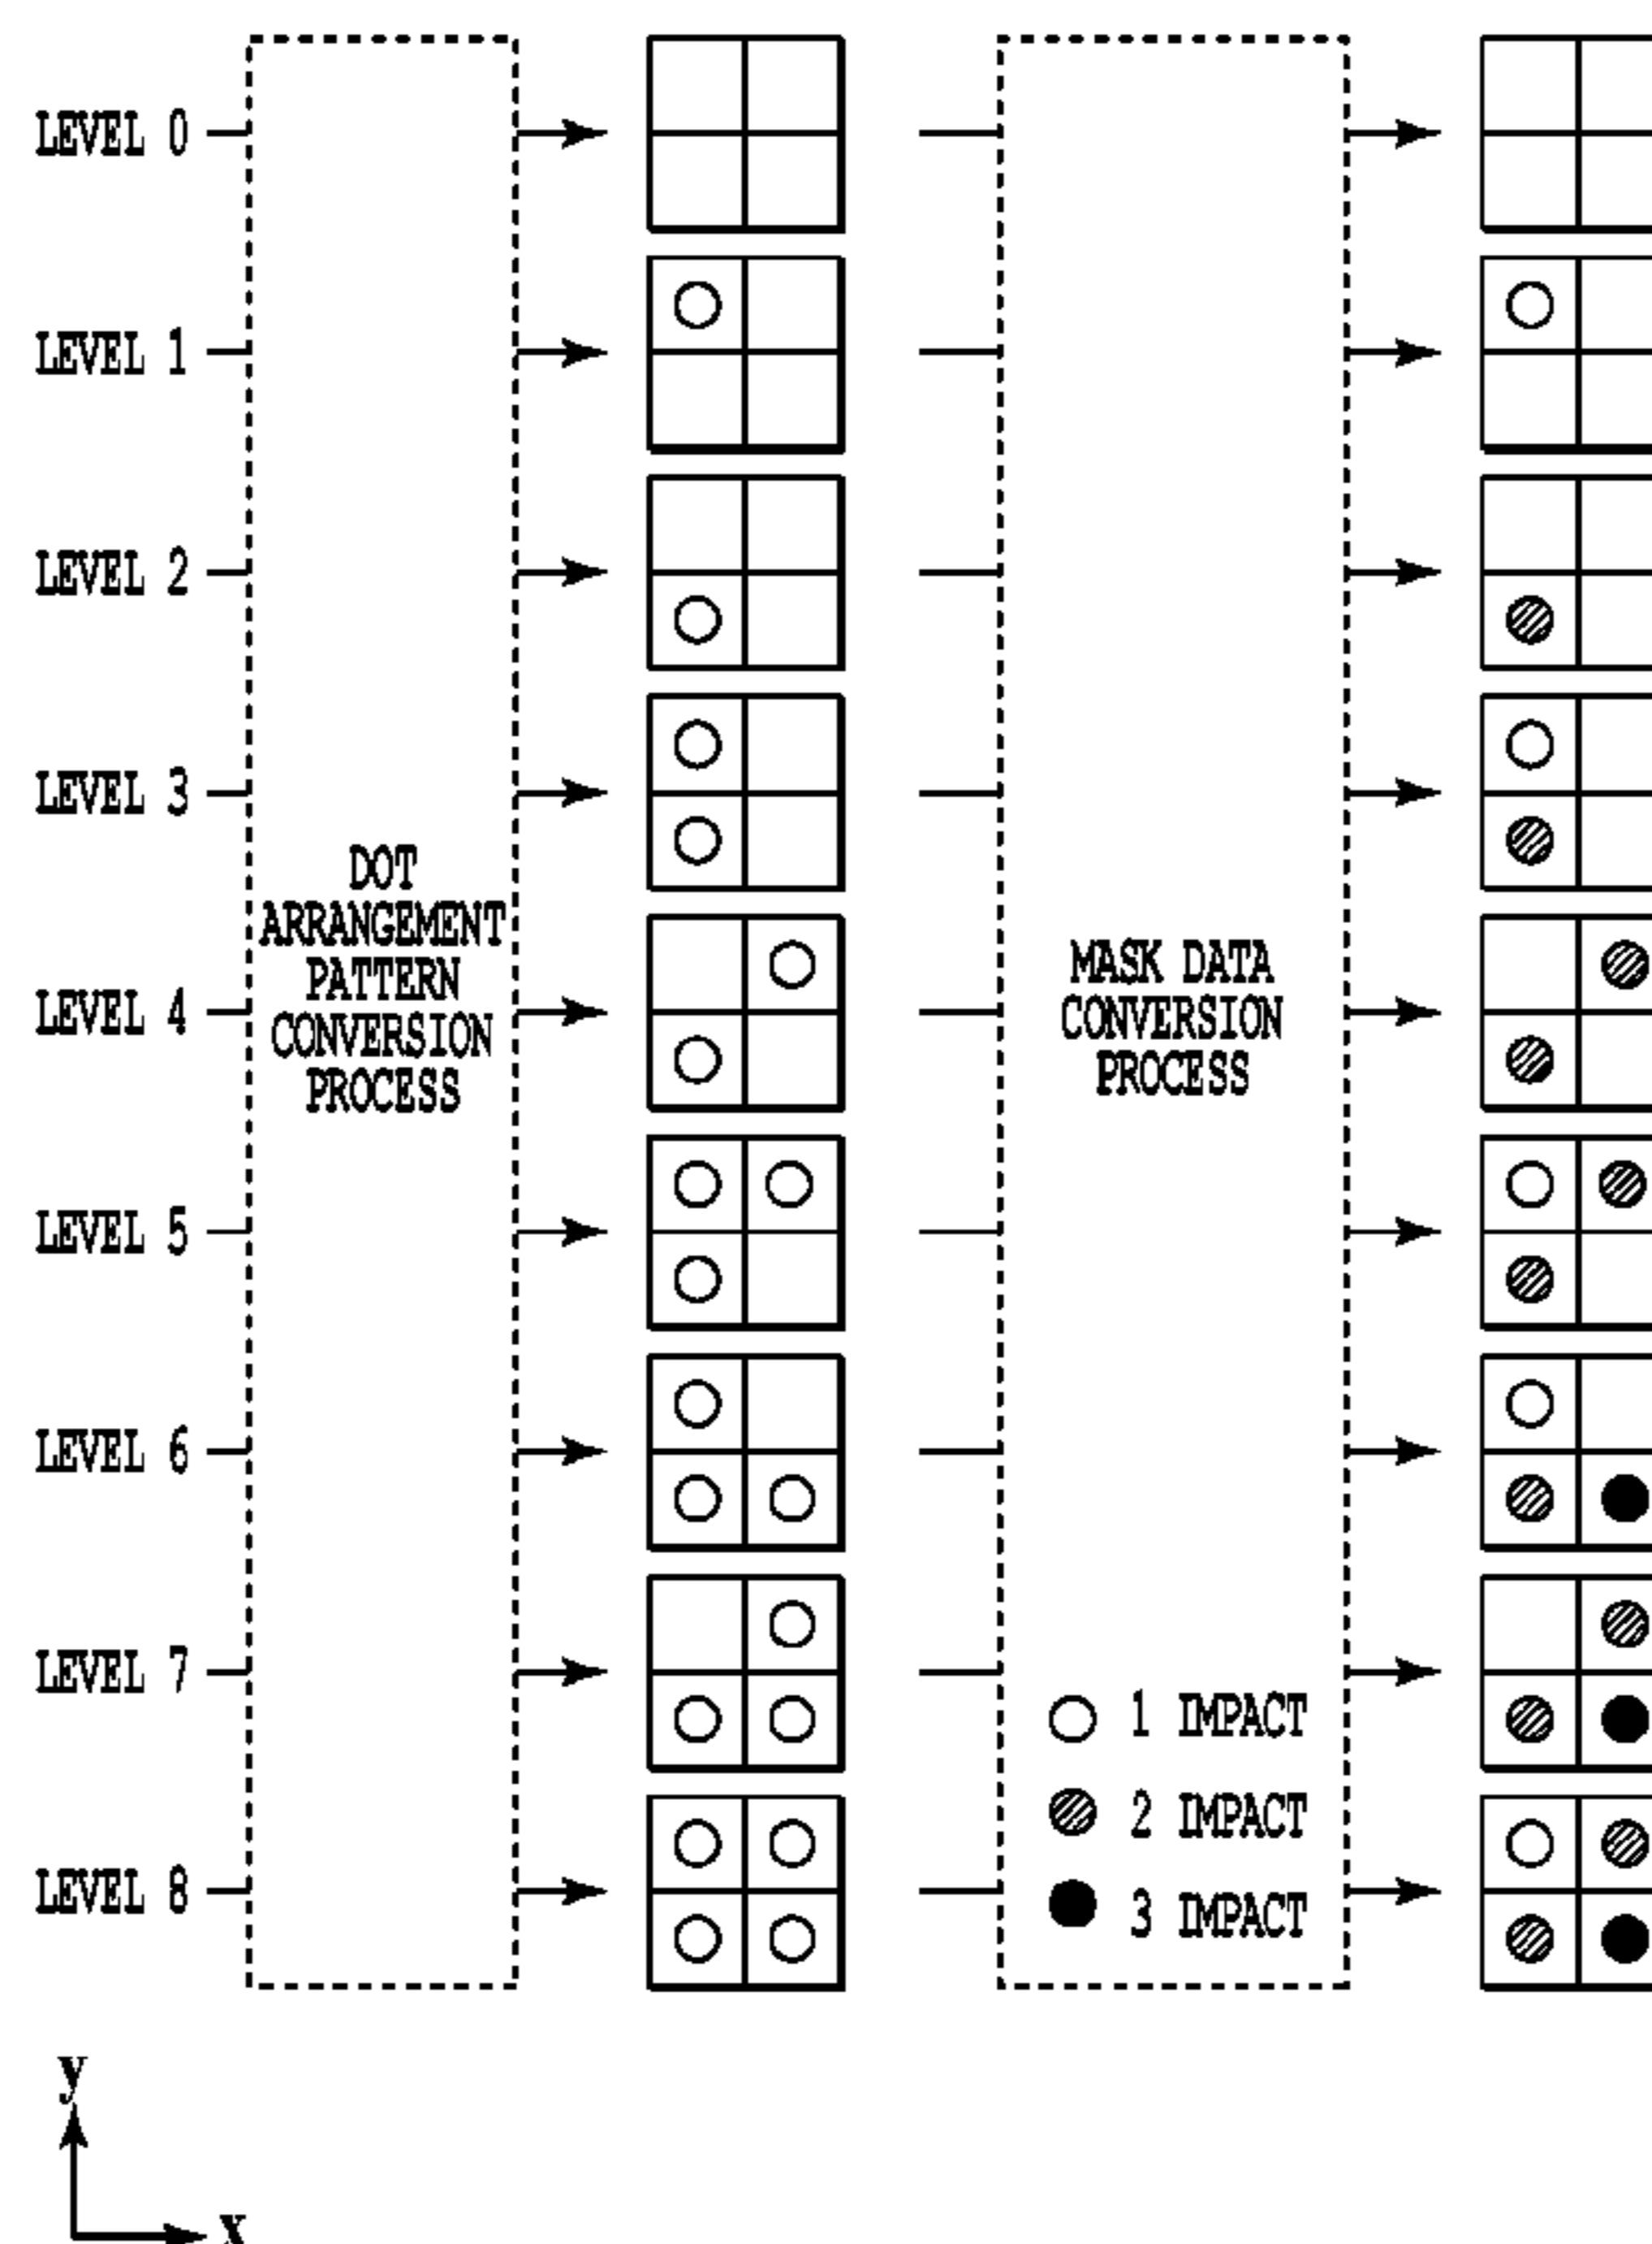 LEVEL 0
LEVEL 1
LEVEL 2
LEVEL 3
LEVEL 4
LEVEL 5
LEVEL 6
LEVEL 7
LEVEL 8
DOT
ARRANGEMENT
PATTERN
CONVERSION
PROCESS
MASK DATA
CONVERSION
PROCESS
1 IMPACT
2 IMPACT
3 IMPACT
y
x